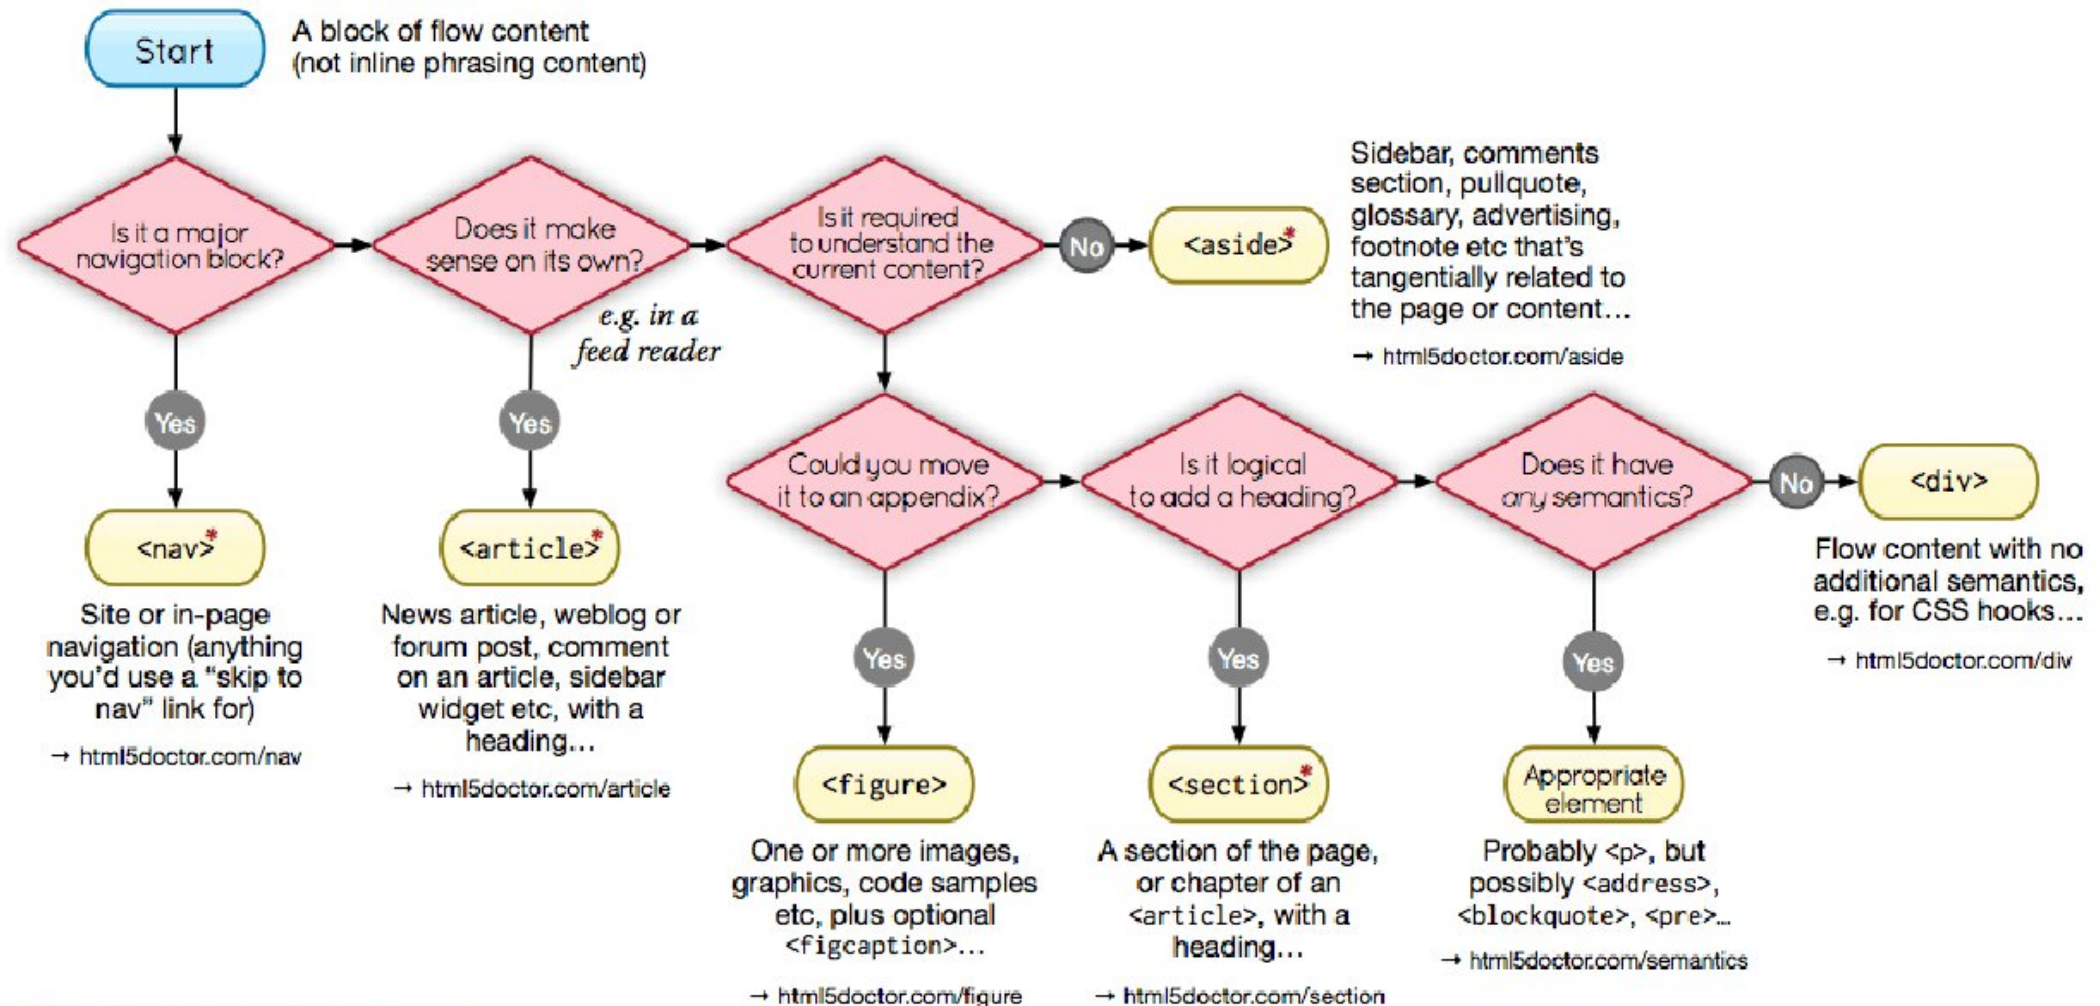 Start
A block of flow content
(not inline phrasing content)
Is it a major
navigation block?
Does it make
sense on its own?
e.g. in a
feed reader
Is it required
to understand the
current content?
No
<aside>*
Sidebar, comments
section, pullquote,
glossary, advertising,
footnote etc that's
tangentially related to
the page or content...
→ html5doctor.com/aside
Yes
<nav>*
Site or in-page
navigation (anything
you'd use a “skip to
nav” link for)
→ html5doctor.com/nav
Yes
<article>*
News article, weblog or
forum post, comment
on an article, sidebar
widget etc, with a
heading...
→ html5doctor.com/article
Could you move
it to an appendix?
Is it logical
to add a heading?
Does it have
any semantics?
No
<div>
Flow content with no
additional semantics,
e.g. for CSS hooks...
→ html5doctor.com/div
Yes
<figure>
One or more images,
graphics, code samples
etc, plus optional
<figcaption>...
→ html5doctor.com/figure
Yes
<section>*
A section of the page,
or chapter of an
<article>, with a
heading...
→ html5doctor.com/section
Yes
Appropriate
element
Probably <p>, but
possibly <address>,
<blockquote>, <pre>...
→ html5doctor.com/semantics